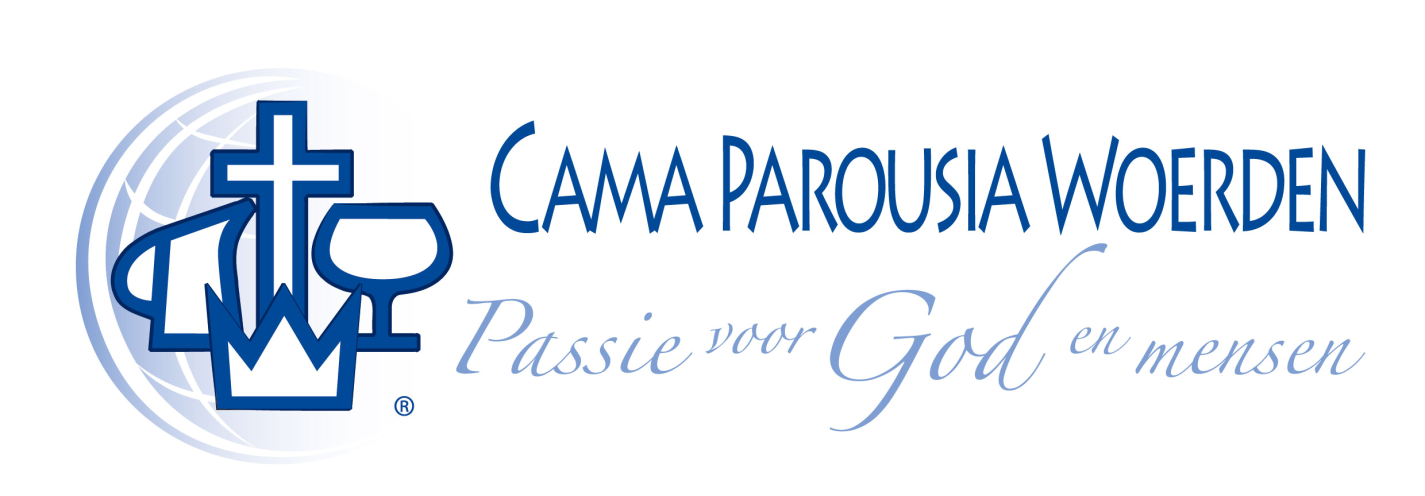 CAMA PAROUSIA WOERDEN
Passie voor God en mensen
®